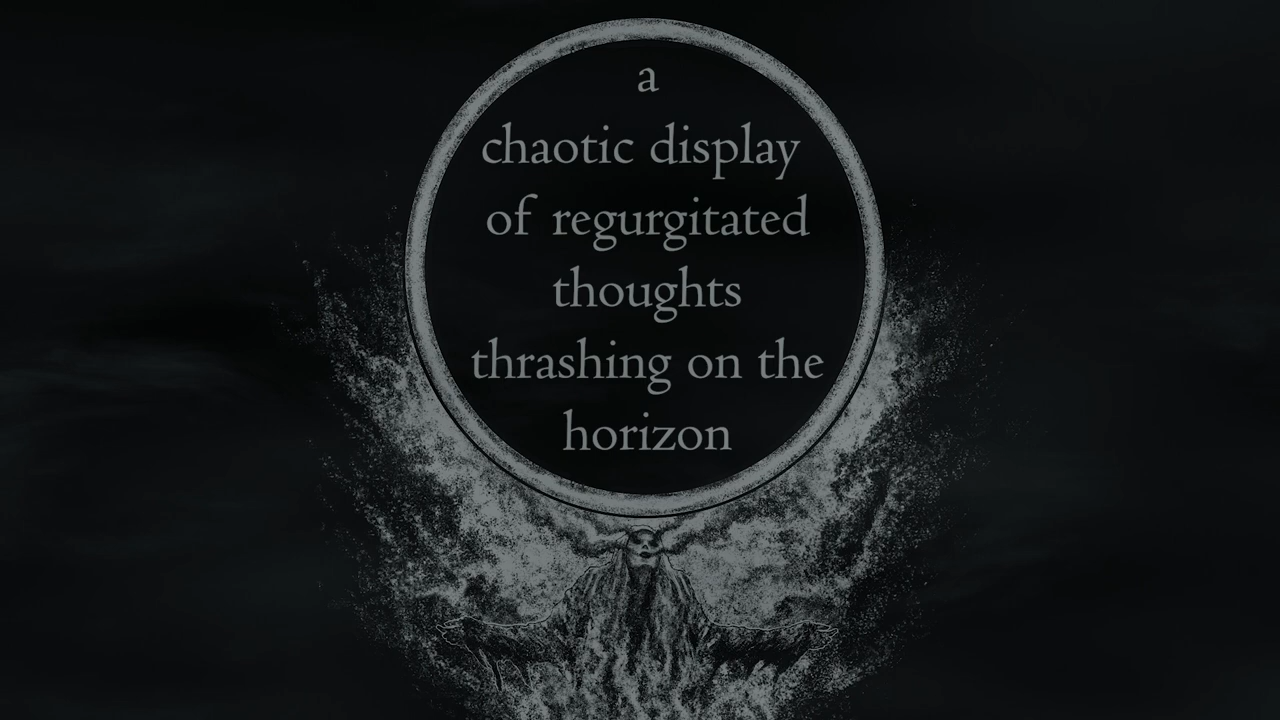 a
chaotic display
of regurgitated
thoughts
thrashing on the
horizon